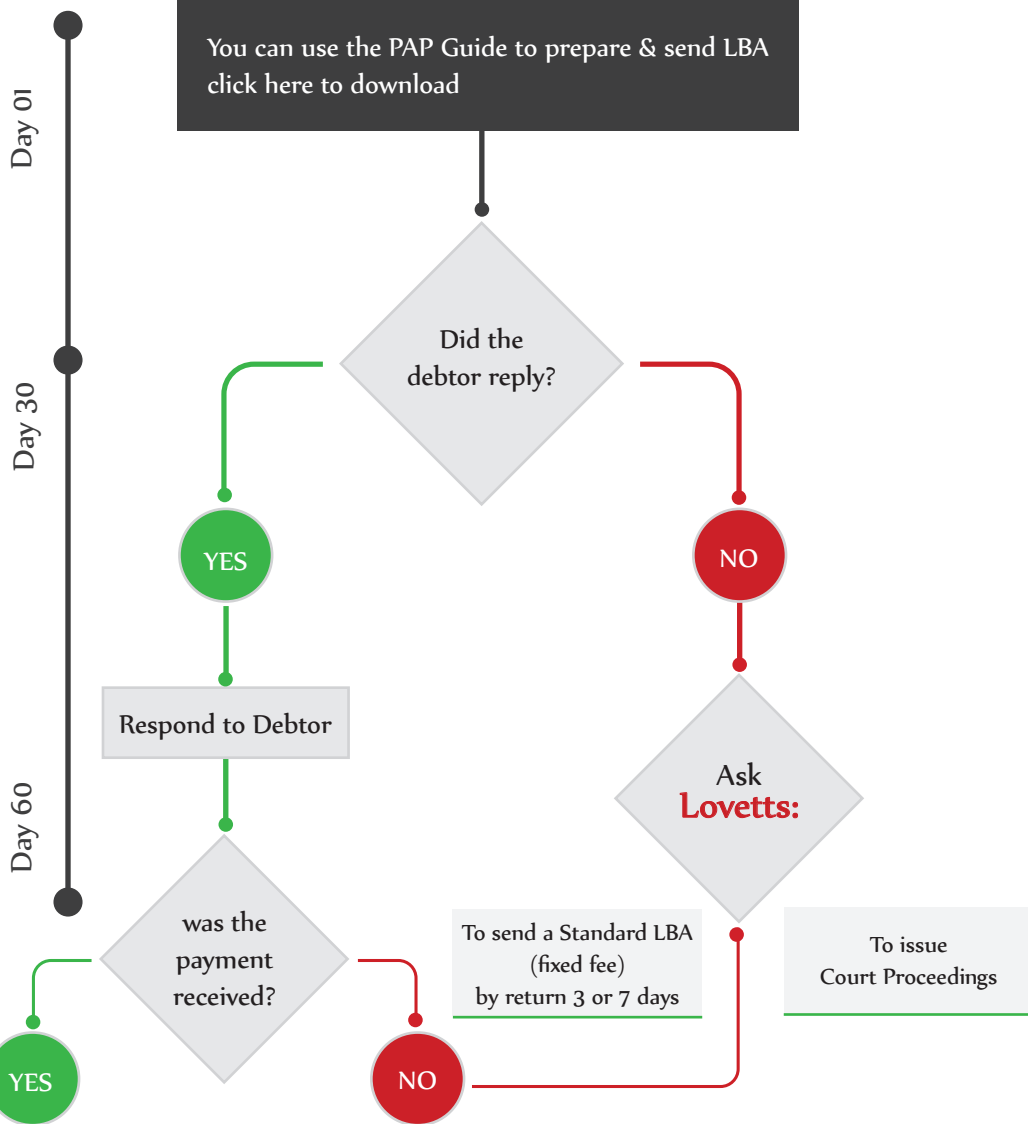 You can use the PAP Guide to prepare & send LBA
click here to download
Day 01
Did the
debtor reply?
Day 30
YES
NO
Respond to Debtor
Ask
Lovetts:
Day 60
was the
payment
received?
To send a Standard LBA
(fixed fee)
by return 3 or 7 days
To issue
Court Proceedings
YES
NO